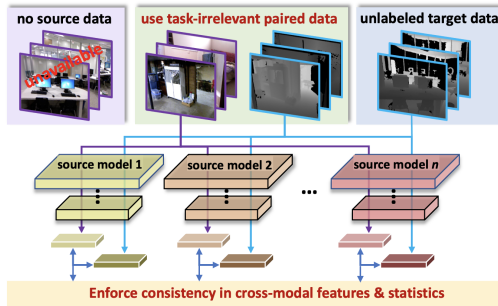 no source data
use task-irrelevant paired data
unlabeled target data
unavailable
source model 1
source model 2
source model n
Enforce consistency in cross-modal features & statistics